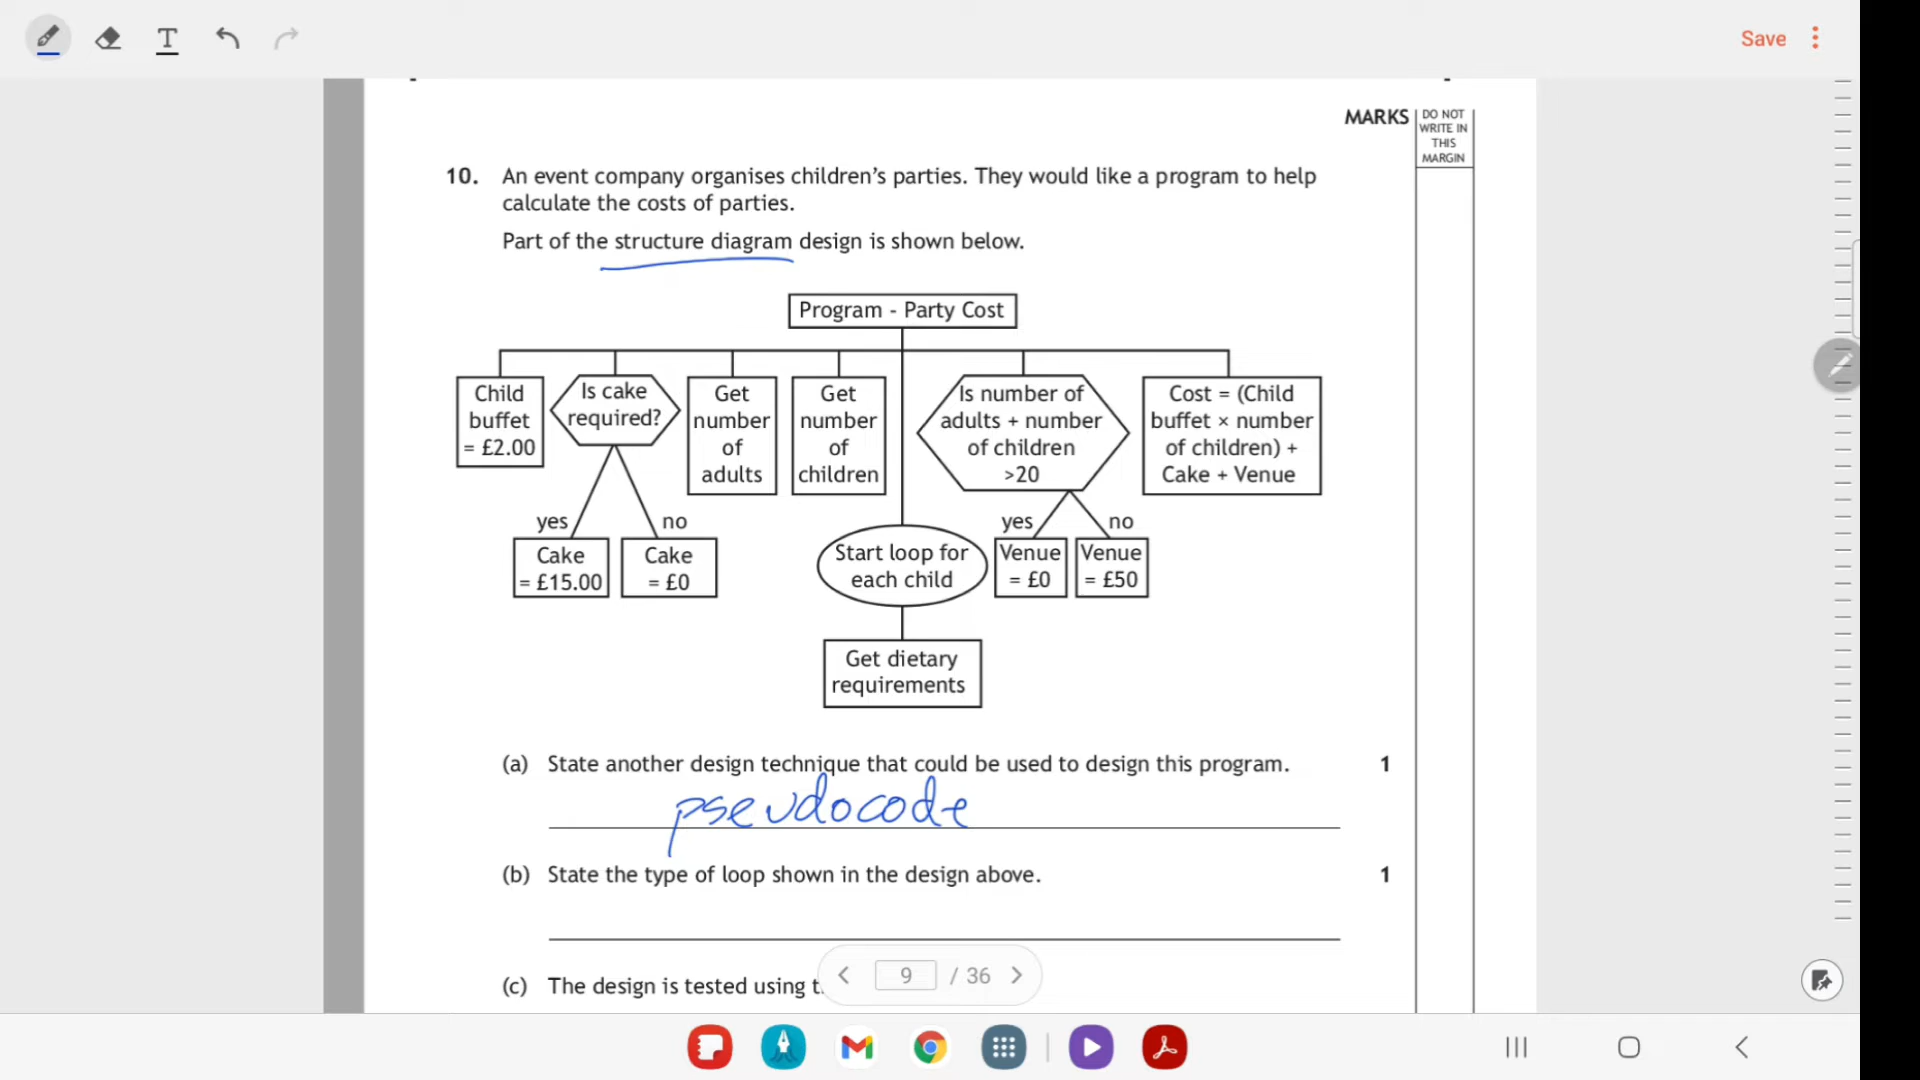 T
Save
MARKS
DO NOT
WRITE IN
THIS
MARGIN
10. An event company organises children’s parties. They would like a program to help
calculate the costs of parties.
Part of the structure diagram design is shown below.
Program - Party Cost
Child
buffet
= £2.00
Is cake
required?
Get
number
of
adults
Get
number
of
children
Is number of
adults + number
of children
>20
Cost = (Child
buffet × number
of children) +
Cake + Venue
yes
no
Cake
= £15.00
Cake
= £0
Start loop for
each child
yes
no
Venue
= £0
Venue
= £50
Get dietary
requirements
(a) State another design technique that could be used to design this program. 1
pseudocode
(b) State the type of loop shown in the design above. 1
(c) The design is tested using t
9 / 36